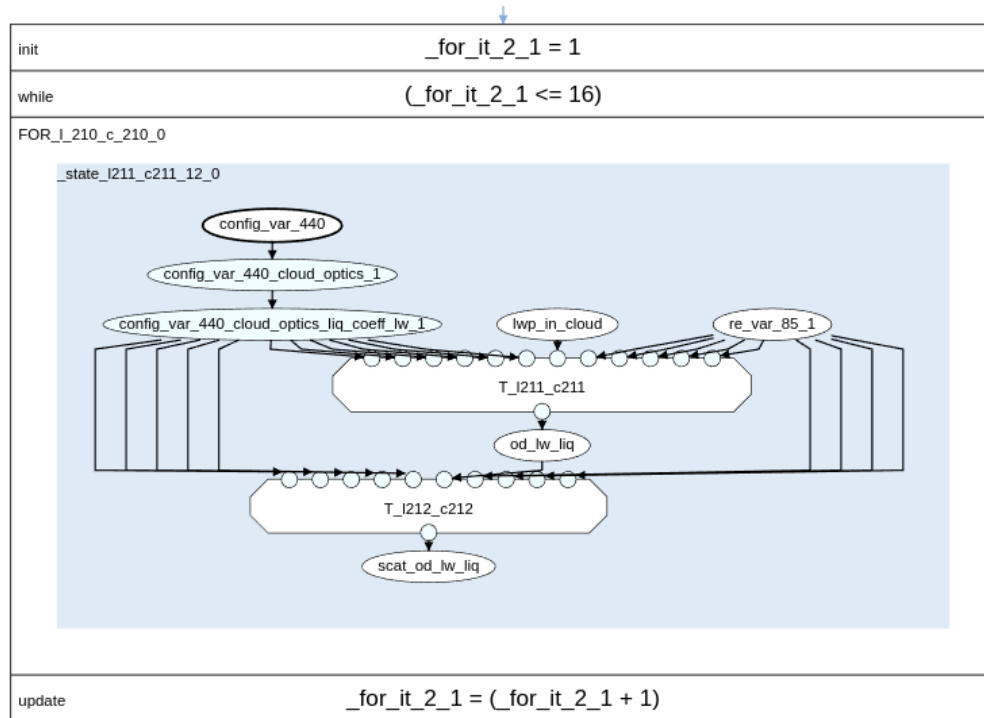 init
_for_it_2_1 = 1
while
(_for_it_2_1 <= 16)
FOR_l_210_c_210_0
_state_l211_c211_12_0
config_var_440
config_var_440_cloud_optics_1
config_var_440_cloud_optics_liq_coeff_lw_1
lwp_in_cloud
re_var_85_1
T_l211_c211
od_lw_liq
T_l212_c212
scat_od_lw_liq
update
_for_it_2_1 = (_for_it_2_1 + 1)